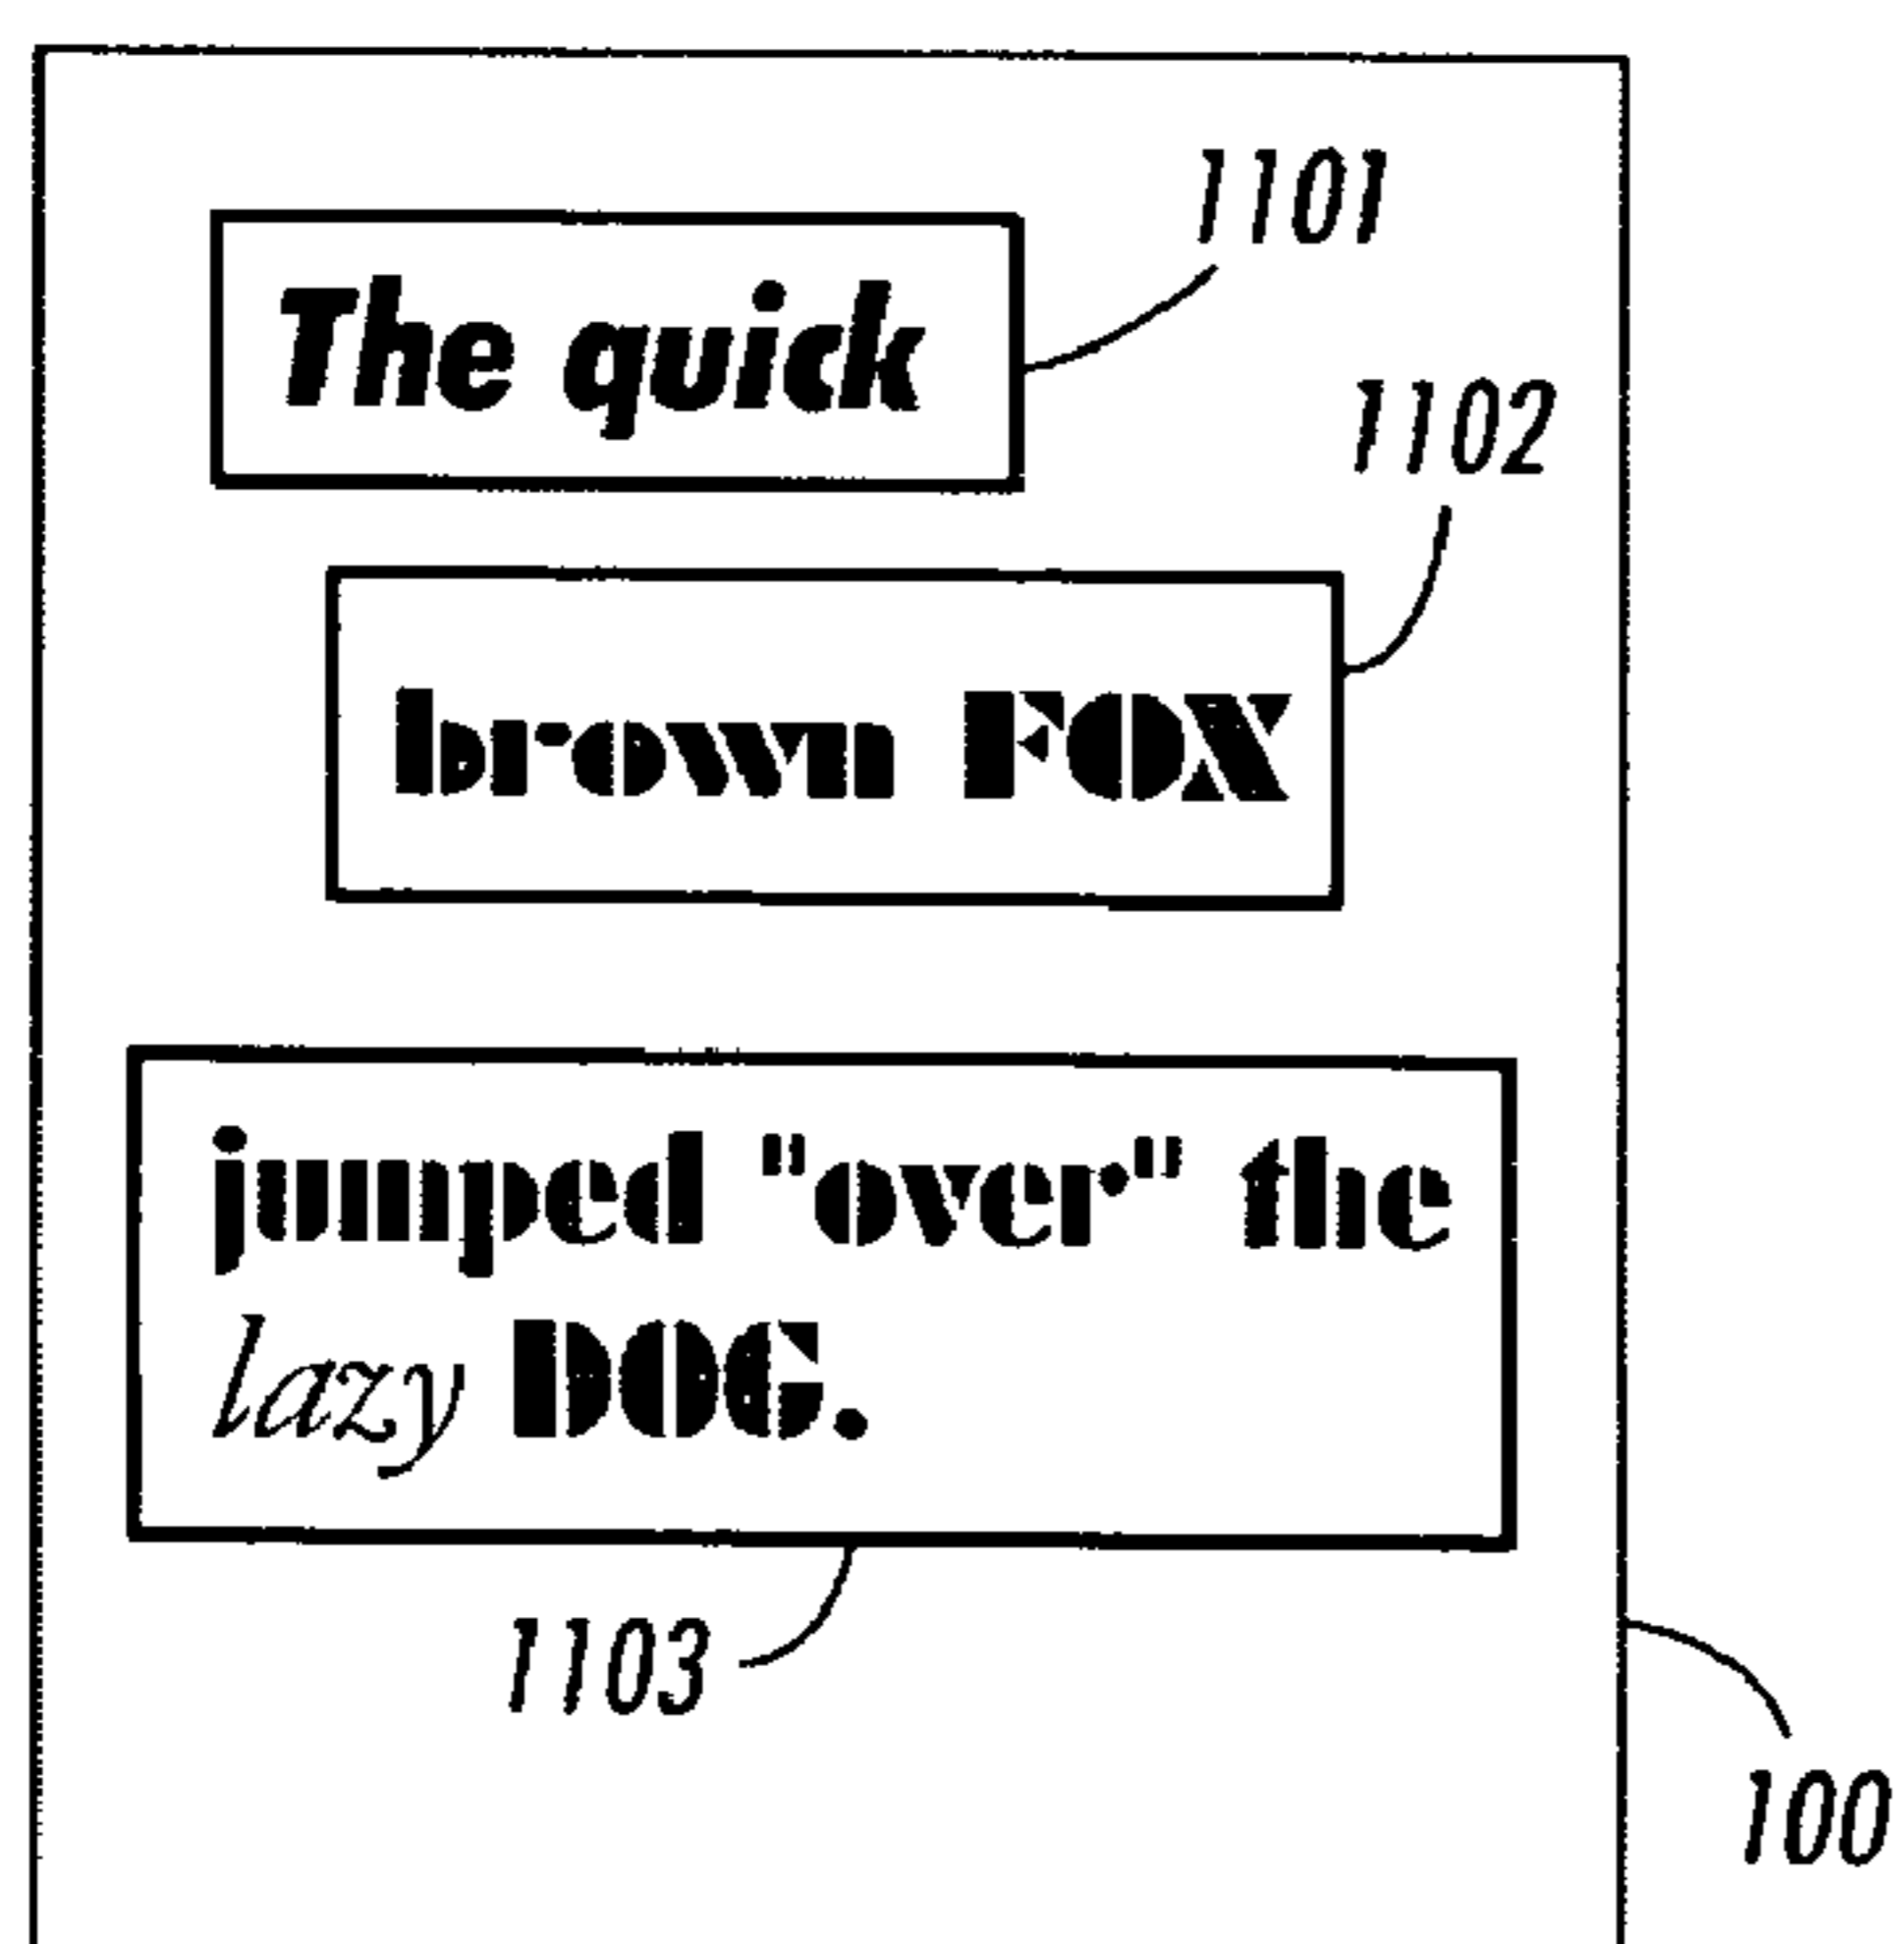 1101
The quick
1102
brown FOX
jumped "over" the
lazy DOG.
1103
100